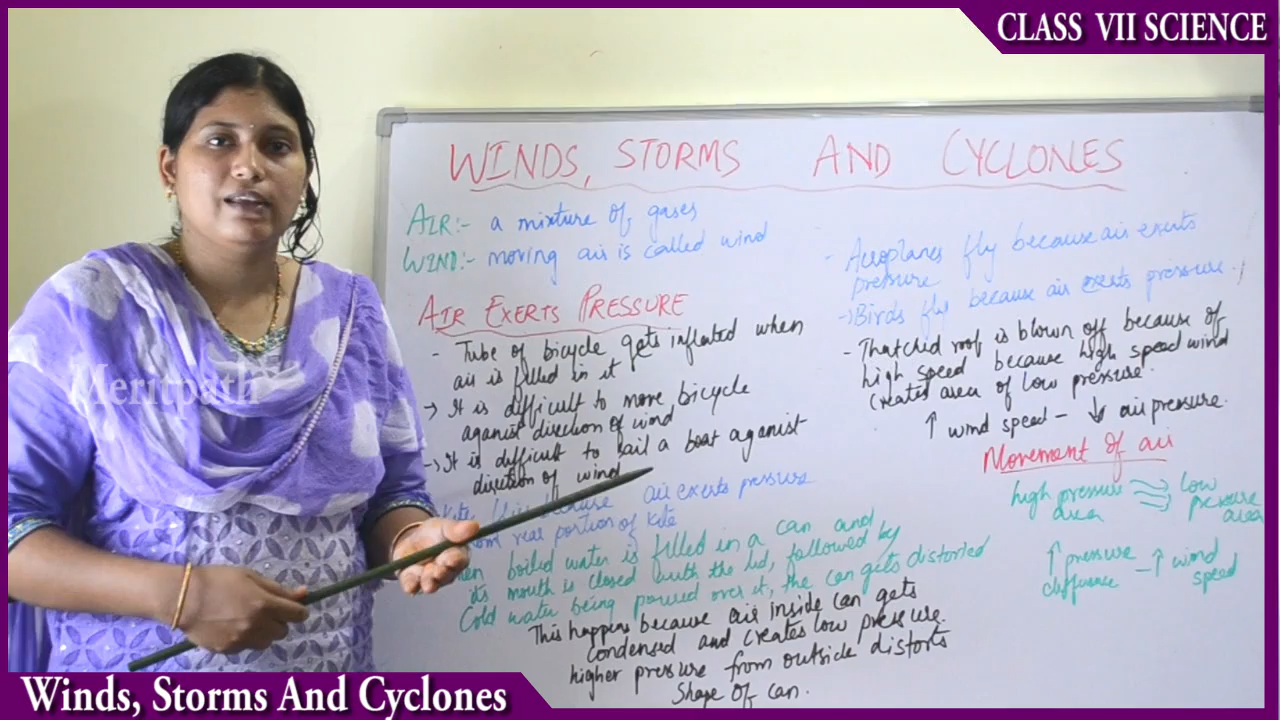 CLASS VII SCIENCE
WINDS, STORMS AND CYCLONES
AIR:- a mixture of gases
WIND:- moving air is called wind
AIR EXERTS PRESSURE
- Tube of bicycle gets inflated when
air is filled in it
→ It is difficult to move bicycle
aganist direction of wind
→ It is difficult to sail a boat aganist
direction of wind
air exerts pressure
rear portion of kite
boiled water is filled in a can and
its mouth is closed with the lid, followed by
Cold water being poured over it, the can gets distorted
This happens because air inside can gets
condensed and creates low pressure.
higher pressure from outside distorts
Shape of can.
- Aeroplanes fly because air exerts
pressure
→ Birds fly because air exerts pressure.
- Thatched roof is blown off because of
high speed because high speed wind
creates area of low pressure.
↑ wind speed - ↓ air pressure.
Movement of air
high pressure → low
area pressure
area
↑ pressure - ↑ wind
difference speed
Meritpath
Winds, Storms And Cyclones